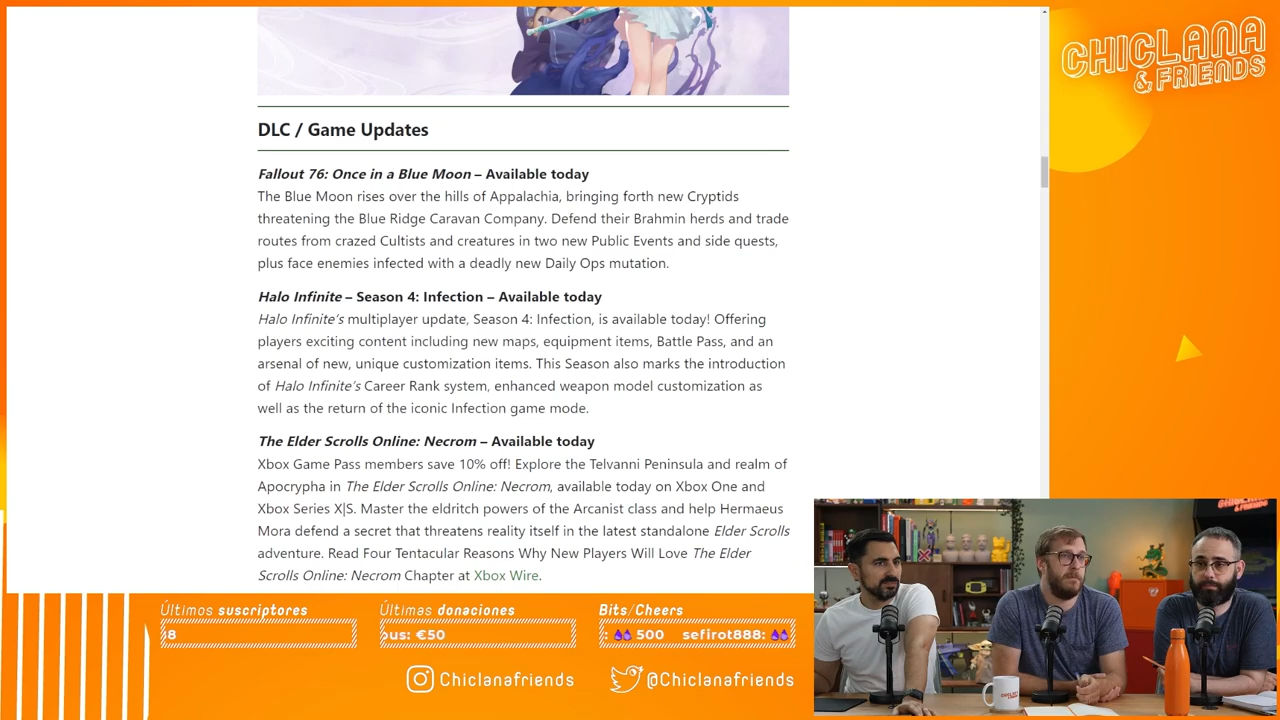 CHICLANA
& FRIENDS
DLC / Game Updates
Fallout 76: Once in a Blue Moon – Available today
The Blue Moon rises over the hills of Appalachia, bringing forth new Cryptids
threatening the Blue Ridge Caravan Company. Defend their Brahmin herds and trade
routes from crazed Cultists and creatures in two new Public Events and side quests,
plus face enemies infected with a deadly new Daily Ops mutation.
Halo Infinite – Season 4: Infection – Available today
Halo Infinite's multiplayer update, Season 4: Infection, is available today! Offering
players exciting content including new maps, equipment items, Battle Pass, and an
arsenal of new, unique customization items. This Season also marks the introduction
of Halo Infinite's Career Rank system, enhanced weapon model customization as
well as the return of the iconic Infection game mode.
The Elder Scrolls Online: Necrom – Available today
Xbox Game Pass members save 10% off! Explore the Telvanni Peninsula and realm of
Apocrypha in The Elder Scrolls Online: Necrom, available today on Xbox One and
Xbox Series X|S. Master the eldritch powers of the Arcanist class and help Hermaeus
Mora defend a secret that threatens reality itself in the latest standalone Elder Scrolls
adventure. Read Four Tentacular Reasons Why New Players Will Love The Elder
Scrolls Online: Necrom Chapter at Xbox Wire.
Últimos suscriptores
8
Últimas donaciones
ous: €50
Bits/Cheers
: 500 sefirot888:
Chiclanafriends
@Chiclanafriends